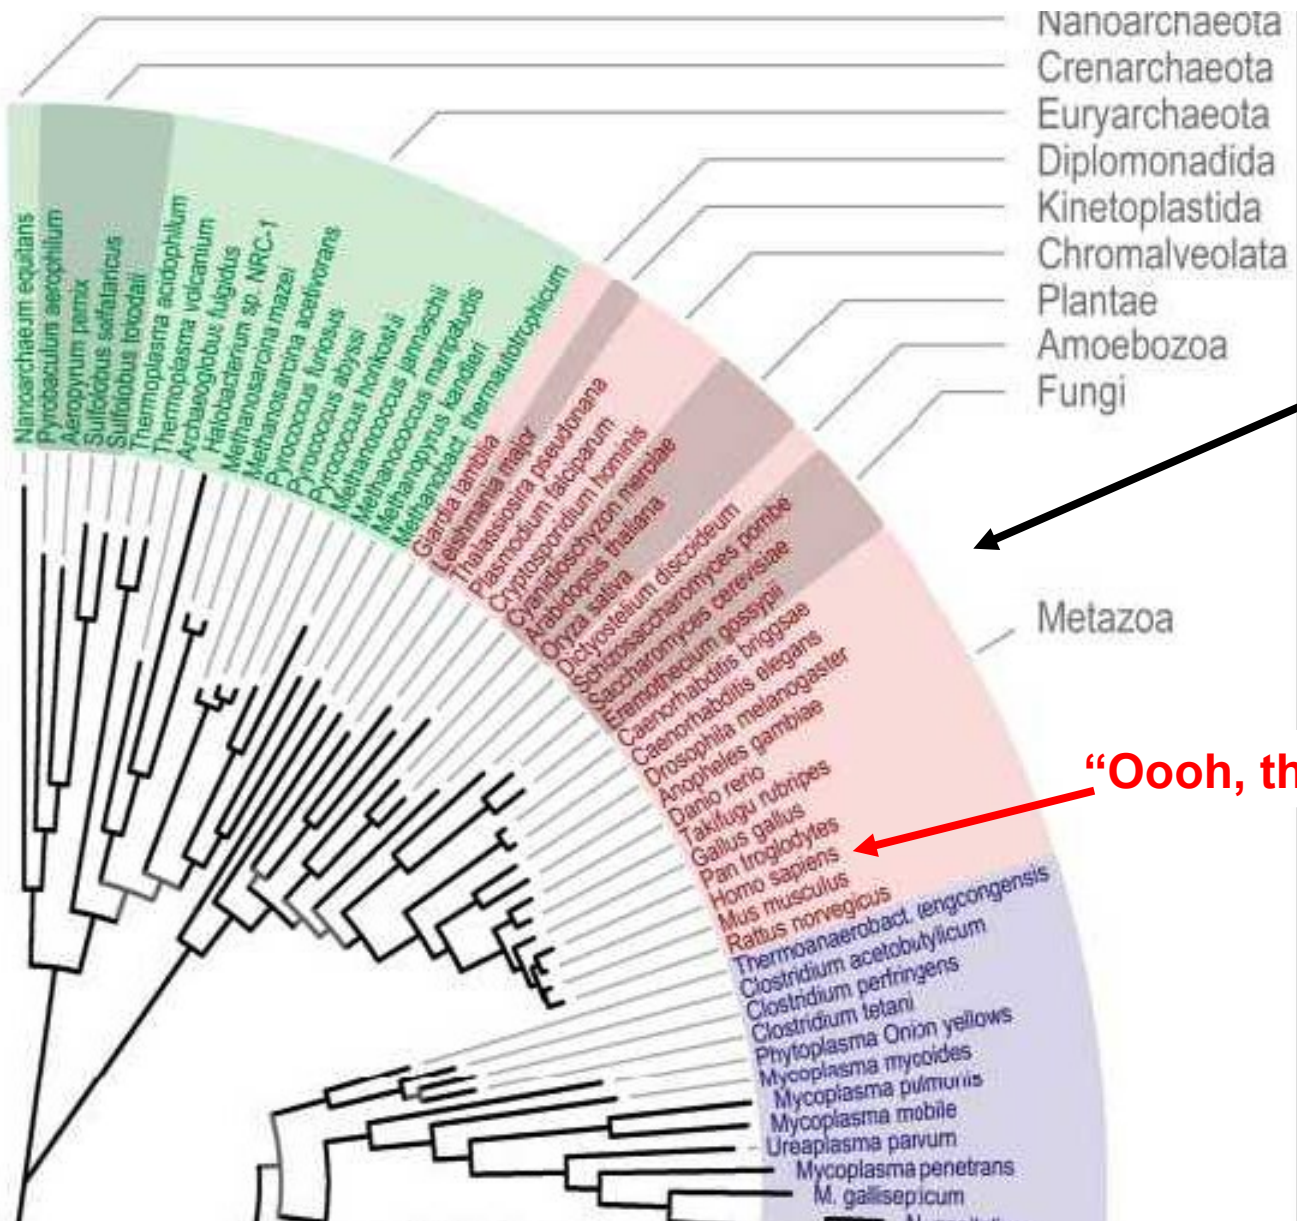 Nanoarchaeota
Crenarchaeota
Euryarchaeota
Diplomonadida
Kinetoplastida
Chromalveolata
Plantae
Amoebozoa
Fungi
Metazoa
“Oooh, th
Nanoarchaeum equitans
Pyrobaculum aerophilum
Aeropyrum pernix
Sulfolobus solfataricus
Sulfolobus tokodaii
Thermoplasma acidophilum
Thermoplasma volcanium
Archaeoglobus fulgidus
Halobacterium sp. NRC-1
Methanosarcina mazei
Methanosarcina acetivorans
Pyrococcus furiosus
Pyrococcus abyssi
Pyrococcus horikoshii
Methanococcus jannaschii
Methanococcus maripaludis
Methanopyrus kandleri
Methanobact. thermautotrophicum
Giardia lamblia
Leishmania major
Thalassiosira pseudonana
Plasmodium falciparum
Cryptosporidium hominis
Cyanidioschyzon merolae
Arabidopsis thaliana
Oryza sativa
Dictyostelium discoideum
Schizosaccharomyces pombe
Saccharomyces cerevisiae
Eremothecium gossypii
Caenorhabditis briggsae
Caenorhabditis elegans
Drosophila melanogaster
Anopheles gambiae
Danio rerio
Takifugu rubripes
Gallus gallus
Pan troglodytes
Homo sapiens
Mus musculus
Rattus norvegicus
Thermoanaerobact. tengcongensis
Clostridium acetobutylicum
Clostridium perfringens
Clostridium tetani
Phytoplasma Onion yellows
Mycoplasma mycoides
Mycoplasma pulmonis
Mycoplasma mobile
Ureaplasma parvum
Mycoplasma penetrans
M. gallisepticum